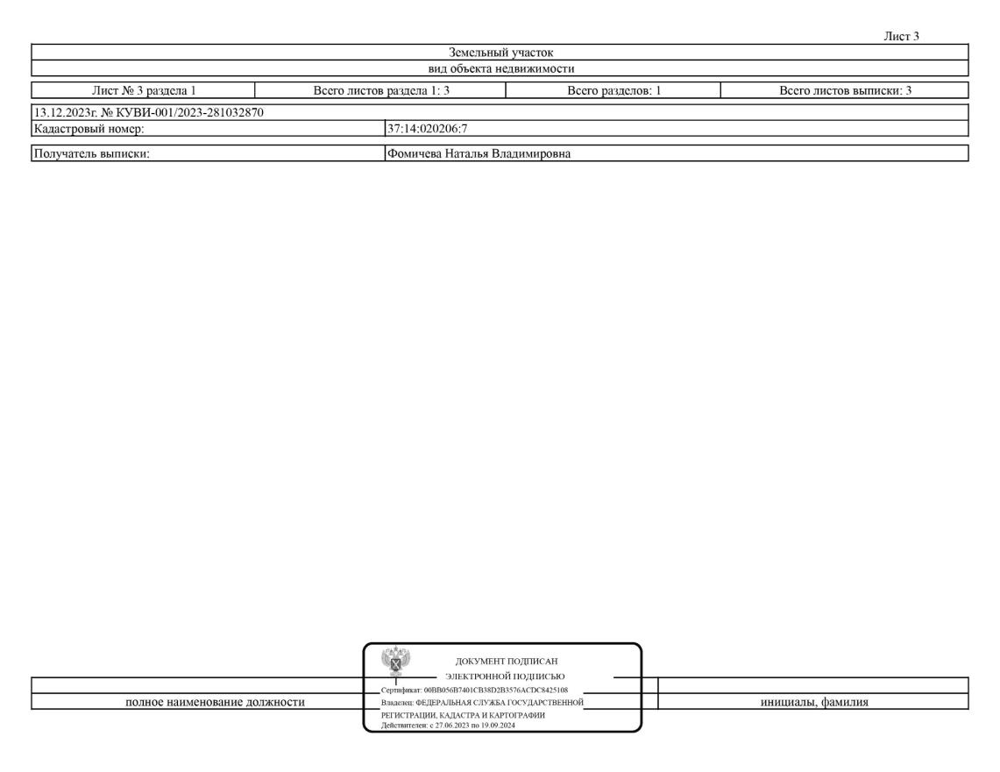 Лист 3
Земельный участок
вид объекта недвижимости
Лист № 3 раздела 1 Всего листов раздела 1: 3 Всего разделов: 1 Всего листов выписки: 3
13.12.2023г. № КУВИ-001/2023-281032870
Кадастровый номер: 37:14:020206:7
Получатель выписки: Фомичева Наталья Владимировна
ДОКУМЕНТ ПОДПИСАН
ЭЛЕКТРОННОЙ ПОДПИСЬЮ
Сертификат: 00BB056B7401CB38D2B3576ACDC8425108
полное наименование должности Владелец: ФЕДЕРАЛЬНАЯ СЛУЖБА ГОСУДАРСТВЕННОЙ инициалы, фамилия
РЕГИСТРАЦИИ, КАДАСТРА И КАРТОГРАФИИ
Действителен: с 27.06.2023 по 19.09.2024